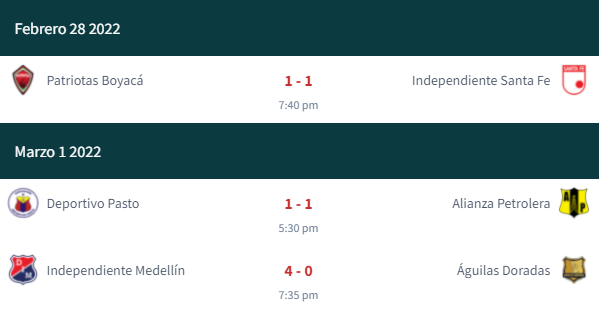 Febrero 28 2022
Patriotas Boyacá 1 - 1 Independiente Santa Fe
7:40 pm
Marzo 1 2022
Deportivo Pasto 1 - 1 Alianza Petrolera
5:30 pm
Independiente Medellín 4 - 0 Águilas Doradas
7:35 pm